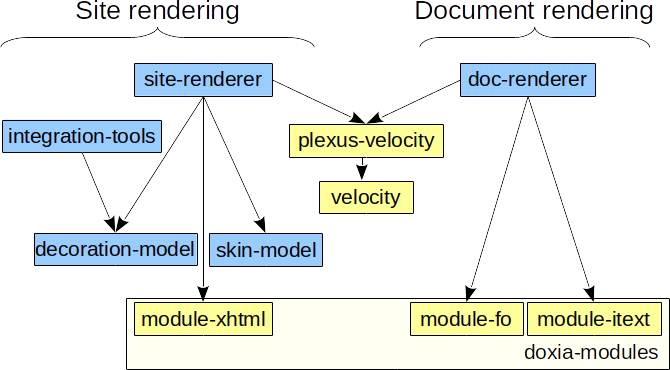 Site rendering
Document rendering
site-renderer
doc-renderer
integration-tools
plexus-velocity
velocity
decoration-model
skin-model
module-xhtml
module-fo
module-itext
doxia-modules